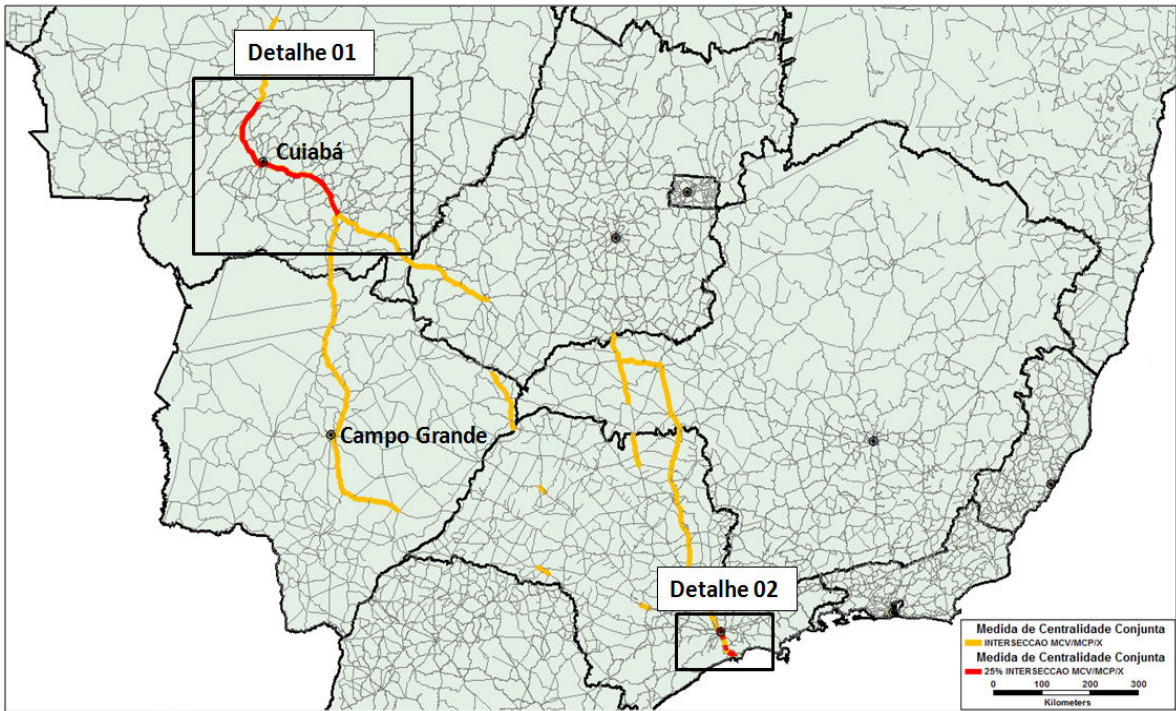 Detalhe 01
Cuiabá
Campo Grande
Detalhe 02
Medida de Centralidade Conjunta
INTERSECCAO MCV/MCP/X
Medida de Centralidade Conjunta
25% INTERSECCAO MCV/MCP/X
0 100 200 300
Kilometers